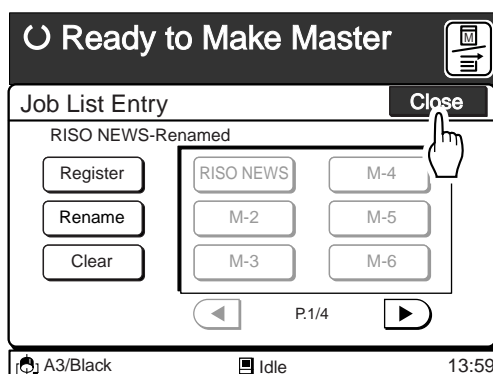 Ready to Make Master
M
Job List Entry
Close
RISO NEWS-Renamed
Register
RISO NEWS
M-4
Rename
M-2
M-5
Clear
M-3
M-6
P.1/4
A3/Black
Idle
13:59